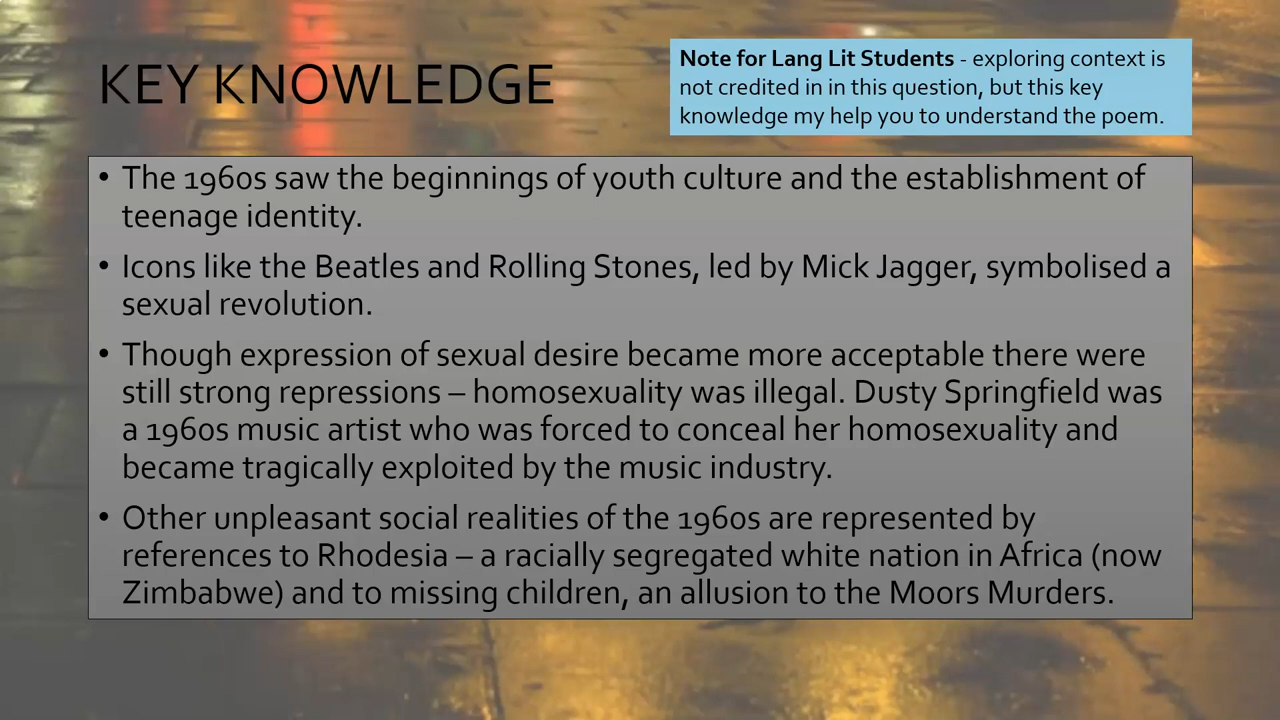 KEY KNOWLEDGE
Note for Lang Lit Students - exploring context is
not credited in in this question, but this key
knowledge my help you to understand the poem.
• The 1960s saw the beginnings of youth culture and the establishment of
teenage identity.
• Icons like the Beatles and Rolling Stones, led by Mick Jagger, symbolised a
sexual revolution.
• Though expression of sexual desire became more acceptable there were
still strong repressions – homosexuality was illegal. Dusty Springfield was
a 1960s music artist who was forced to conceal her homosexuality and
became tragically exploited by the music industry.
• Other unpleasant social realities of the 1960s are represented by
references to Rhodesia – a racially segregated white nation in Africa (now
Zimbabwe) and to missing children, an allusion to the Moors Murders.